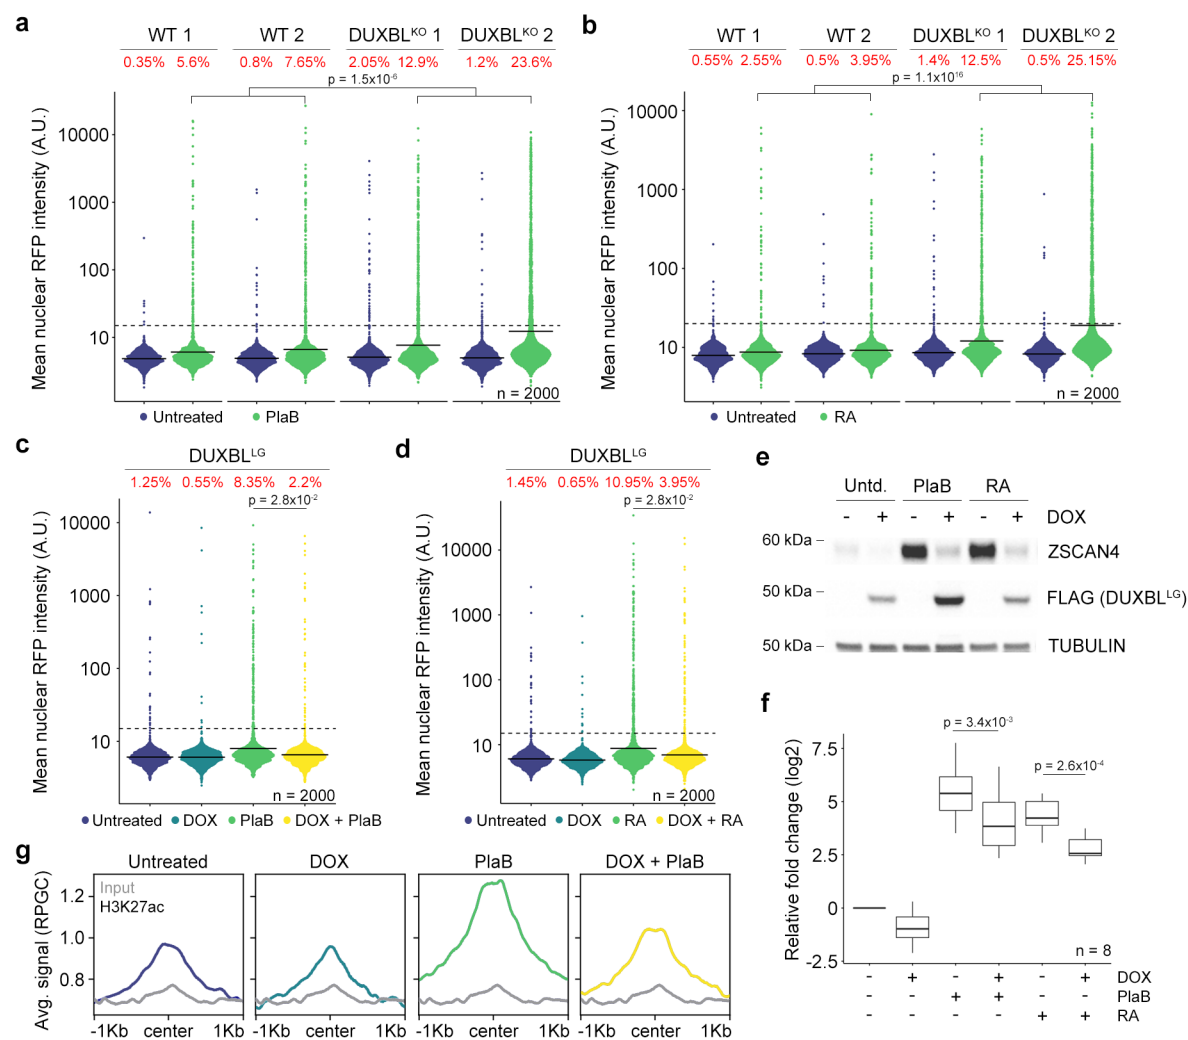 a
WT 1 WT 2 DUXBLᴷᴼ 1 DUXBLᴷᴼ 2
0.35% 5.6% 0.8% 7.65% 2.05% 12.9% 1.2% 23.6%
p = 1.5x10⁻⁶
Mean nuclear RFP intensity (A.U.)
10000
1000
100
10
n = 2000
Untreated PlaB
b
WT 1 WT 2 DUXBLᴷᴼ 1 DUXBLᴷᴼ 2
0.55% 2.55% 0.5% 3.95% 1.4% 12.5% 0.5% 25.15%
p = 1.1x10¹⁶
Mean nuclear RFP intensity (A.U.)
10000
1000
100
10
n = 2000
Untreated RA
c
DUXBLᴸᴳ
1.25% 0.55% 8.35% 2.2%
p = 2.8x10⁻²
Mean nuclear RFP intensity (A.U.)
10000
1000
100
10
n = 2000
Untreated DOX PlaB DOX + PlaB
d
DUXBLᴸᴳ
1.45% 0.65% 10.95% 3.95%
p = 2.8x10⁻²
Mean nuclear RFP intensity (A.U.)
10000
1000
100
10
n = 2000
Untreated DOX RA DOX + RA
e
Untd. PlaB RA
- + - + - + DOX
60 kDa – ZSCAN4
50 kDa – FLAG (DUXBLᴸᴳ)
50 kDa – TUBULIN
f
p = 3.4x10⁻³
p = 2.6x10⁻⁴
Relative fold change (log2)
7.5
5
2.5
0
-2.5
n = 8
- + - + - + DOX
- - + + - - PlaB
- - - - + + RA
g
Untreated DOX PlaB DOX + PlaB
Input
H3K27ac
Avg. signal (RPGC)
1.2
1.0
0.8
-1Kb center 1Kb -1Kb center 1Kb -1Kb center 1Kb -1Kb center 1Kb